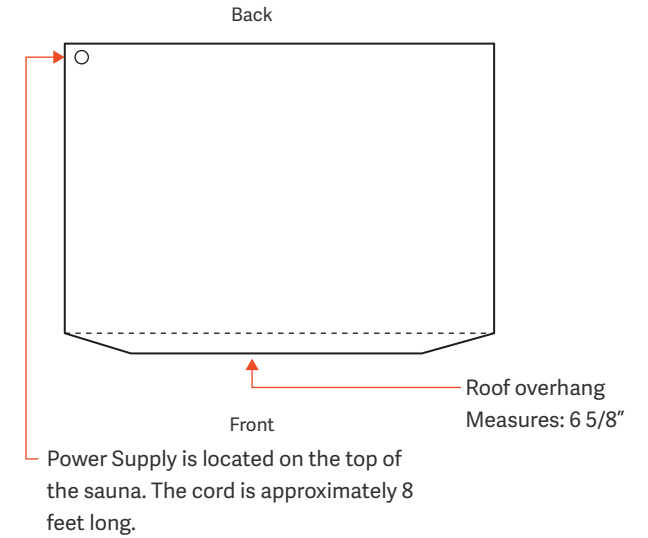 Back
Roof overhang
Measures: 6 5/8″
Front
Power Supply is located on the top of
the sauna. The cord is approximately 8
feet long.